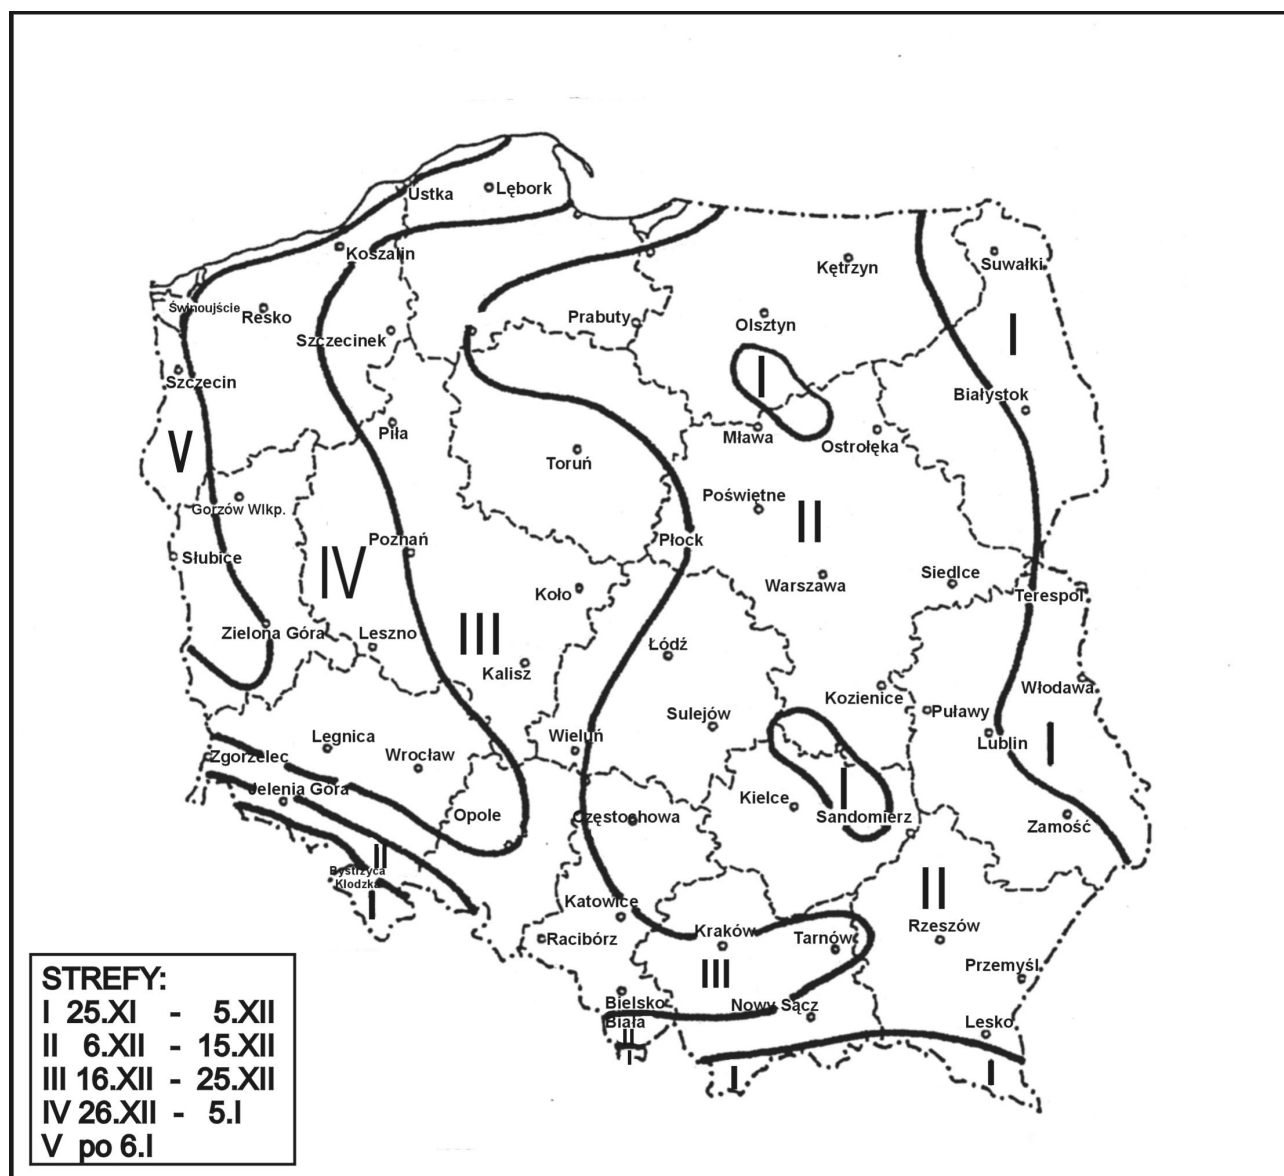 Ustka
Lębork
Koszalin
Kętrzyn
Suwałki
Świnoujście
Resko
Prabuty
Olsztyn
I
Szczecinek
I
Szczecin
Białystok
Piła
Mława
Ostrołęka
V
Toruń
Poświętne
II
Gorzów Wlkp.
Poznań
Płock
Słubice
IV
Warszawa
Siedlce
Koło
Terespol
Zielona Góra
Leszno
III
Łódź
Kalisz
Włodawa
Kozienice
Puławy
Sulejów
Legnica
Wieluń
Lublin
I
Zgorzelec
Wrocław
Jelenia Góra
Kielce
I
Opole
Częstochowa
Sandomierz
Zamość
II
Bystrzyca
Kłodzka
I
II
Katowice
Rzeszów
Racibórz
Kraków
Tarnów
III
Przemyśl
Bielsko
Biała
Nowy Sącz
Lesko
II
I
I
I
STREFY:
I 25.XI - 5.XII
II 6.XII - 15.XII
III 16.XII - 25.XII
IV 26.XII - 5.I
V po 6.I